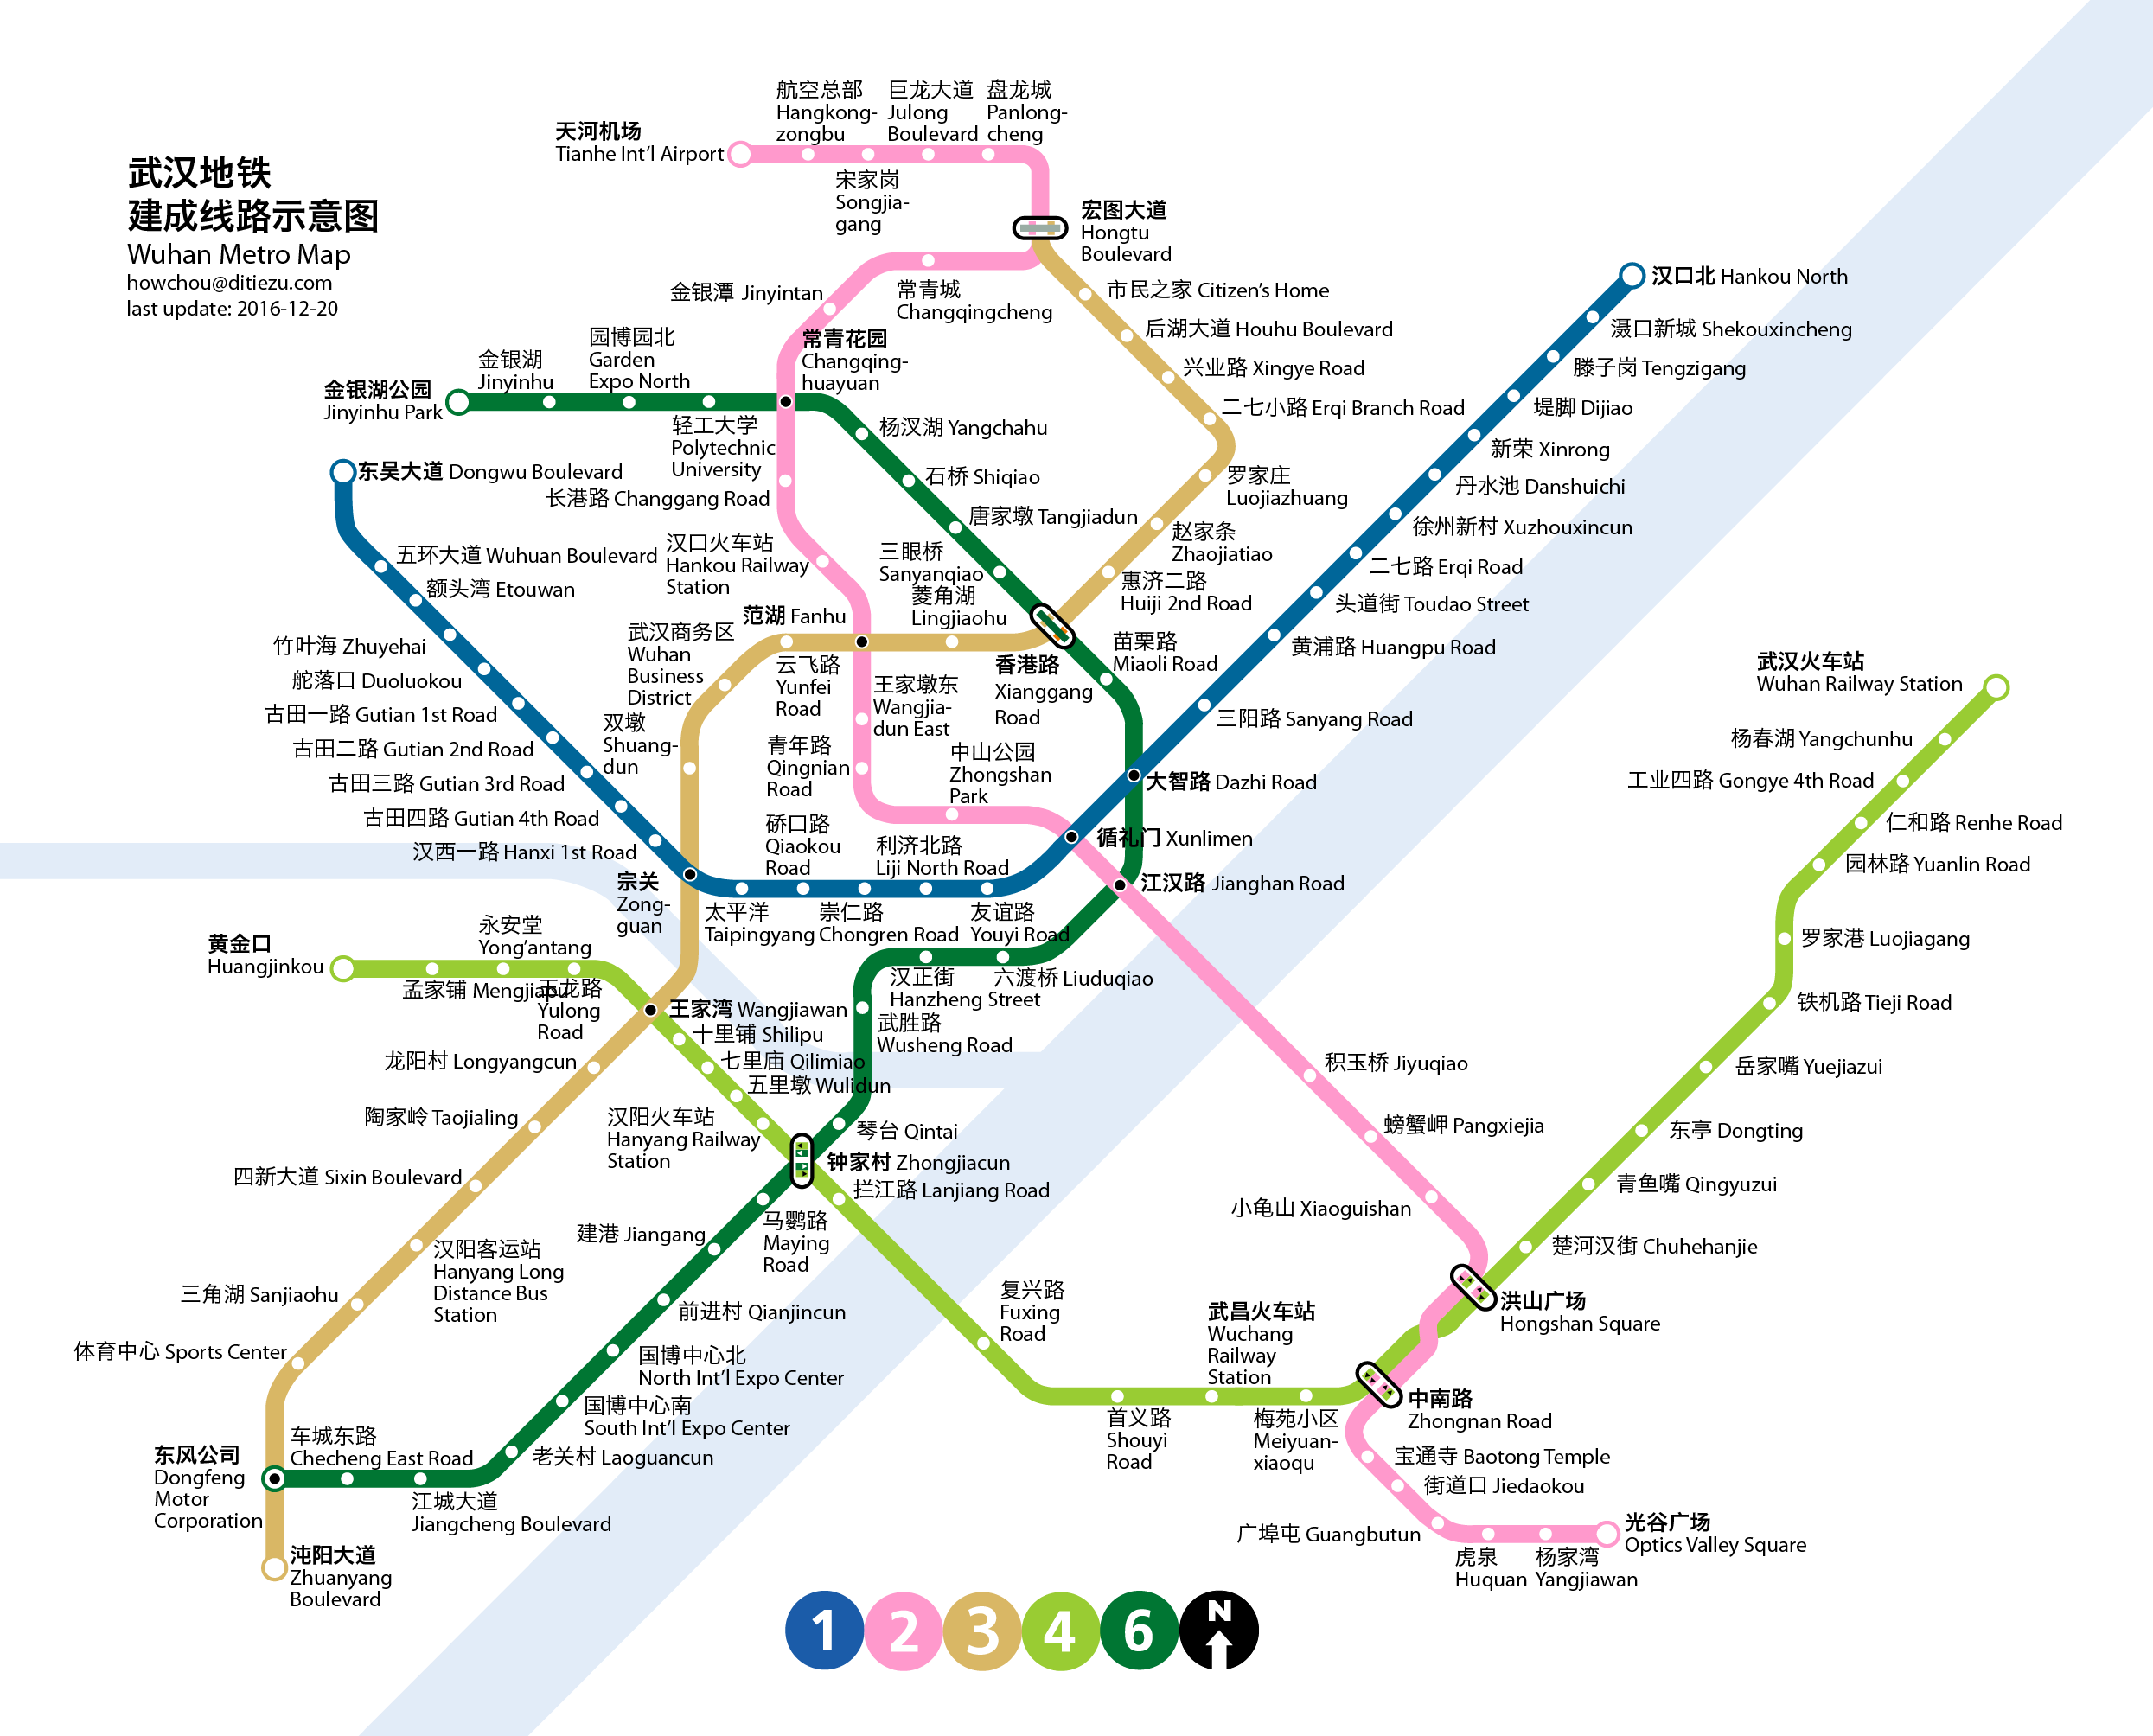 武汉地铁
建成线路示意图
Wuhan Metro Map
howchou@ditiezu.com
last update: 2016-12-20
天河机场
Tianhe Int'l Airport
航空总部
Hangkong-
zongbu
宋家岗
Songjia-
gang
巨龙大道
Julong
Boulevard
盘龙城
Panlong-
cheng
宏图大道
Hongtu
Boulevard
常青城
Changqingcheng
金银潭 Jinyintan
常青花园
Changqing-
huayuan
金银湖公园
Jinyinhu Park
金银湖
Jinyinhu
园博园北
Garden
Expo North
轻工大学
Polytechnic
University
杨汊湖 Yangchahu
石桥 Shiqiao
唐家墩 Tangjiadun
三眼桥
Sanyanqiao
长港路 Changgang Road
汉口火车站
Hankou Railway
Station
市民之家 Citizen's Home
后湖大道 Houhu Boulevard
兴业路 Xingye Road
二七小路 Erqi Branch Road
罗家庄
Luojiazhuang
赵家条
Zhaojiatiao
惠济二路
Huiji 2nd Road
汉口北 Hankou North
滠口新城 Shekouxincheng
滕子岗 Tengzigang
堤脚 Dijiao
新荣 Xinrong
丹水池 Danshuichi
徐州新村 Xuzhouxincun
二七路 Erqi Road
头道街 Toudao Street
黄浦路 Huangpu Road
三阳路 Sanyang Road
大智路 Dazhi Road
循礼门 Xunlimen
江汉路 Jianghan Road
东吴大道 Dongwu Boulevard
五环大道 Wuhuan Boulevard
额头湾 Etouwan
竹叶海 Zhuyehai
舵落口 Duoluokou
古田一路 Gutian 1st Road
古田二路 Gutian 2nd Road
古田三路 Gutian 3rd Road
古田四路 Gutian 4th Road
汉西一路 Hanxi 1st Road
宗关
Zong-
guan
太平洋
Taipingyang
硚口路
Qiaokou
Road
崇仁路
Chongren Road
利济北路
Liji North Road
友谊路
Youyi Road
范湖 Fanhu
菱角湖
Lingjiaohu
香港路
Xianggang
Road
苗栗路
Miaoli Road
武汉商务区
Wuhan
Business
District
云飞路
Yunfei
Road
双墩
Shuang-
dun
王家墩东
Wangjia-
dun East
青年路
Qingnian
Road
中山公园
Zhongshan
Park
武汉火车站
Wuhan Railway Station
杨春湖 Yangchunhu
工业四路 Gongye 4th Road
仁和路 Renhe Road
园林路 Yuanlin Road
罗家港 Luojiagang
铁机路 Tieji Road
岳家嘴 Yuejiazui
东亭 Dongting
青鱼嘴 Qingyuzui
楚河汉街 Chuhehanjie
洪山广场
Hongshan Square
黄金口
Huangjinkou
孟家铺 Mengjiapu
永安堂
Yong'antang
玉龙路
Yulong
Road
王家湾 Wangjiawan
十里铺 Shilipu
七里庙 Qilimiao
五里墩 Wulidun
汉阳火车站
Hanyang Railway
Station
汉正街
Hanzheng Street
六渡桥 Liuduqiao
武胜路
Wusheng Road
琴台 Qintai
钟家村 Zhongjiacun
拦江路 Lanjiang Road
马鹦路
Maying
Road
建港 Jiangang
前进村 Qianjincun
国博中心北
North Int'l Expo Center
国博中心南
South Int'l Expo Center
老关村 Laoguancun
江城大道
Jiangcheng Boulevard
车城东路
Checheng East Road
东风公司
Dongfeng
Motor
Corporation
沌阳大道
Zhuanyang
Boulevard
龙阳村 Longyangcun
陶家岭 Taojialing
四新大道 Sixin Boulevard
汉阳客运站
Hanyang Long
Distance Bus
Station
三角湖 Sanjiaohu
体育中心 Sports Center
积玉桥 Jiyuqiao
螃蟹岬 Pangxiejia
小龟山 Xiaoguishan
复兴路
Fuxing
Road
首义路
Shouyi
Road
武昌火车站
Wuchang
Railway
Station
梅苑小区
Meiyuan-
xiaoqu
中南路
Zhongnan Road
宝通寺 Baotong Temple
街道口 Jiedaokou
广埠屯 Guangbutun
虎泉
Huquan
杨家湾
Yangjiawan
光谷广场
Optics Valley Square
1 2 3 4 6 N